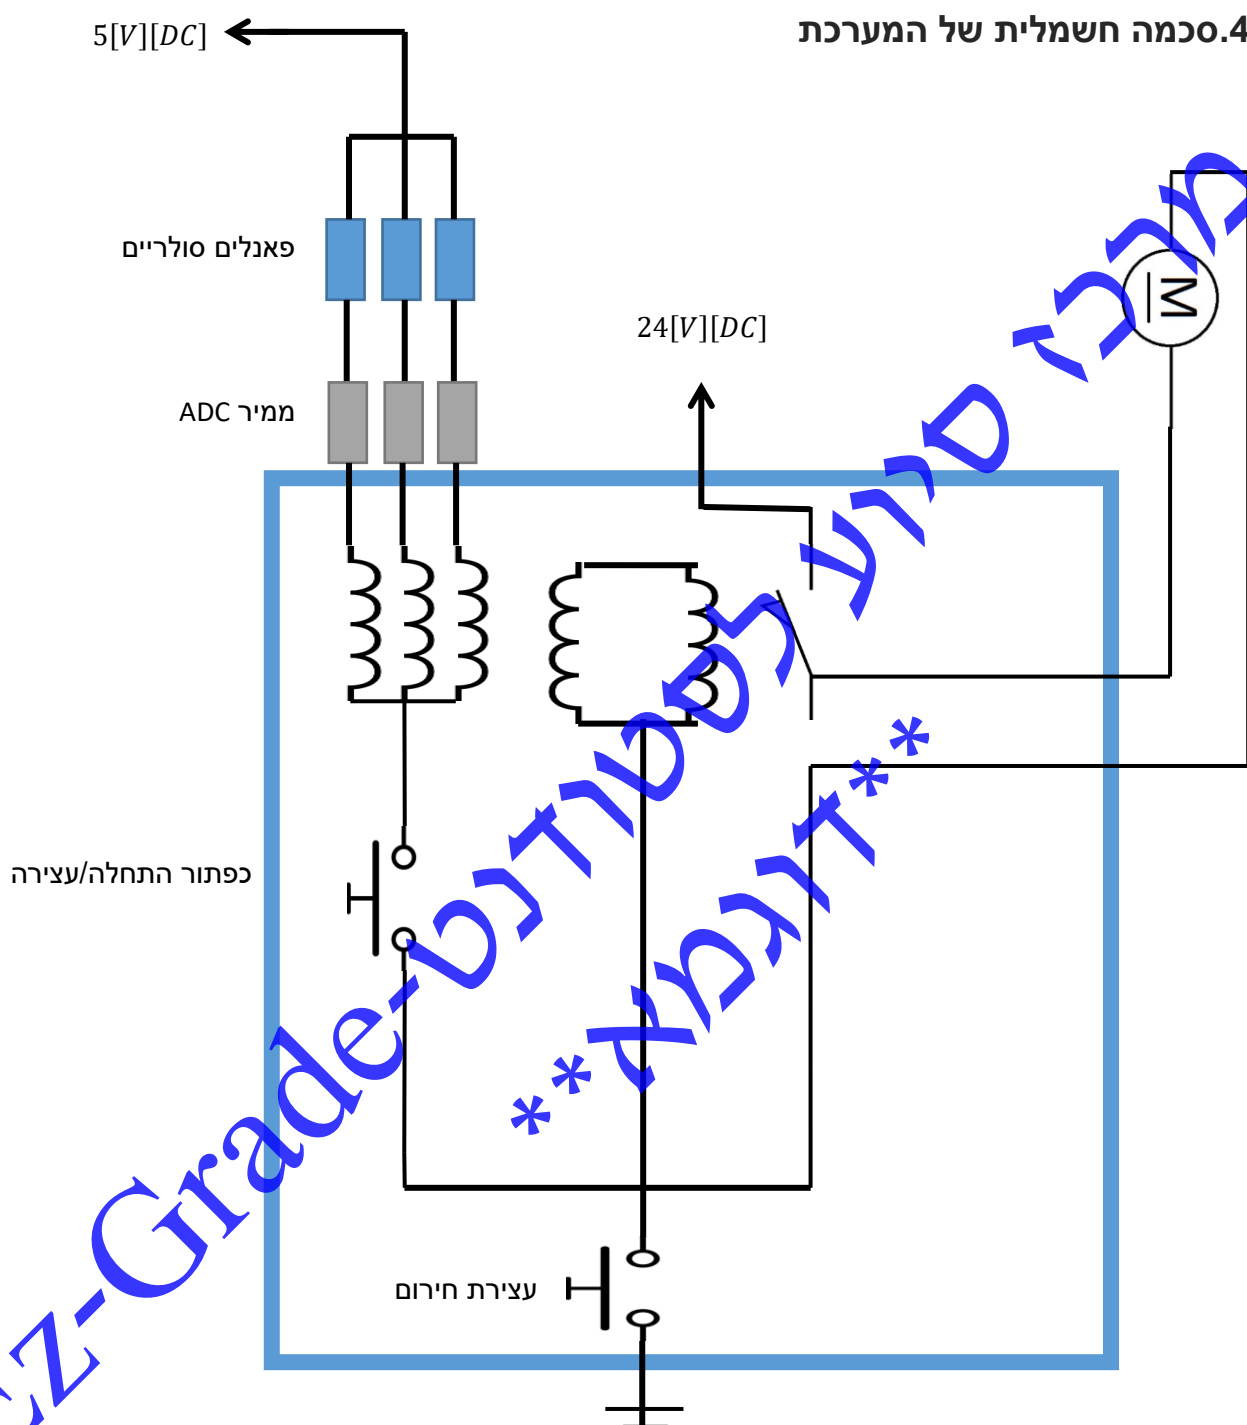 4.סכמה חשמלית של המערכת
5[V][DC]
פאנלים סולריים
24[V][DC]
M
ממיר ADC
כפתור התחלה/עצירה
עצירת חירום
Ez-Grade-מרכז סיוע לסטודנט
**דוגמא**